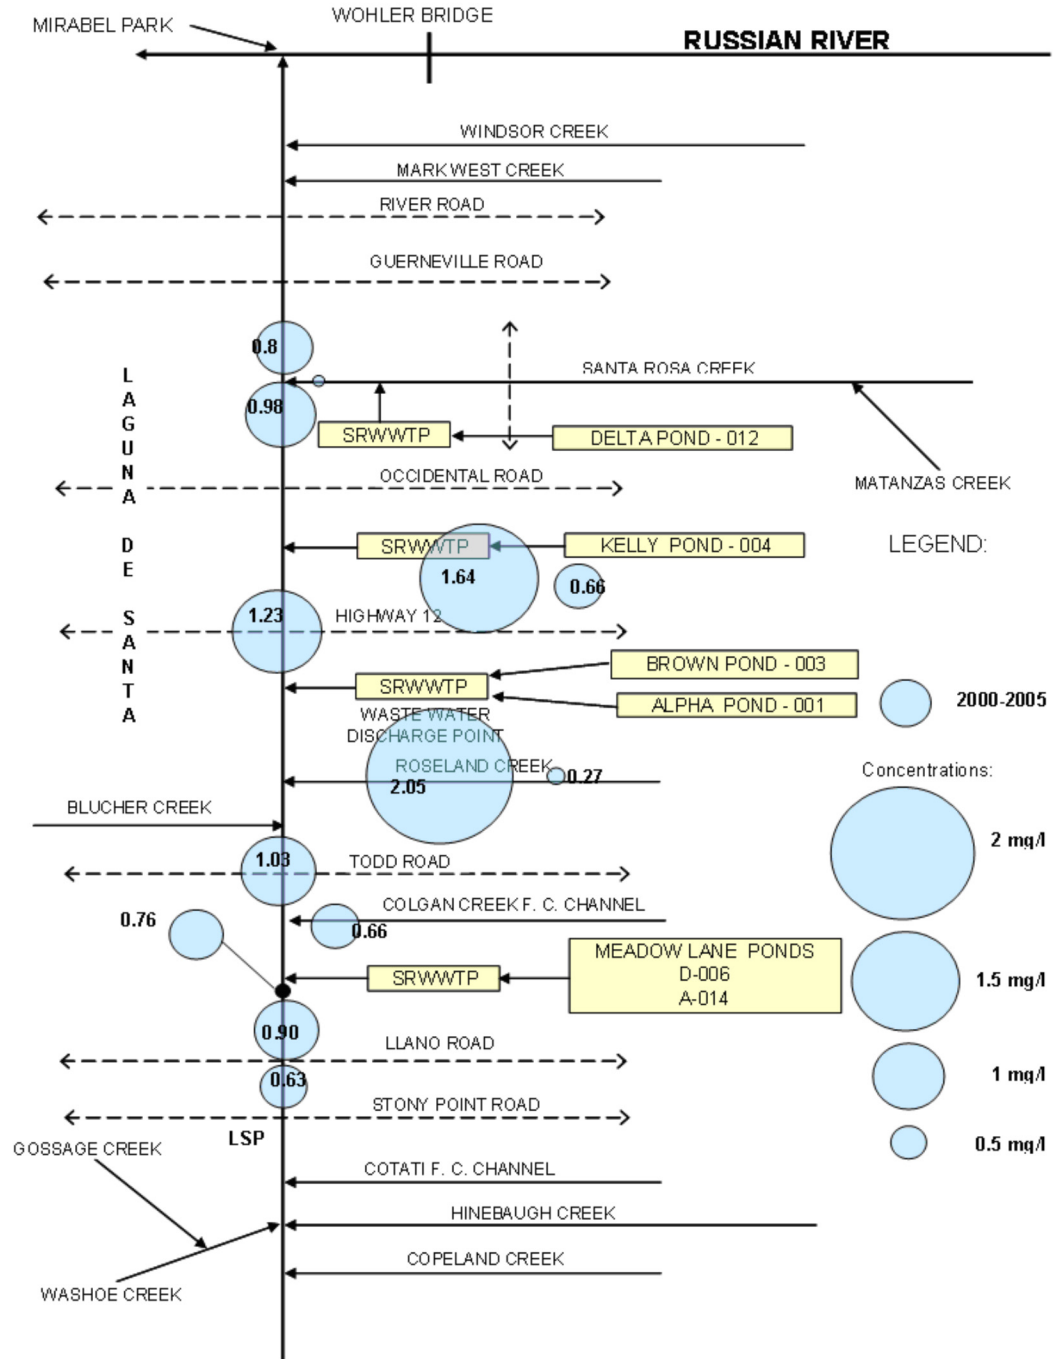 MIRABEL PARK
WOHLER BRIDGE
RUSSIAN RIVER
WINDSOR CREEK
MARK WEST CREEK
RIVER ROAD
GUERNEVILLE ROAD
0.8
SANTA ROSA CREEK
0.98
SRWWTP
DELTA POND - 012
MATANZAS CREEK
OCCIDENTAL ROAD
LAGUNA DE SANTA
SRWWTP
KELLY POND - 004
LEGEND:
1.64
0.66
1.23
HIGHWAY 12
BROWN POND - 003
SRWWTP
ALPHA POND - 001
2000-2005
WASTE WATER
DISCHARGE POINT
ROSELAND CREEK
0.27
2.05
Concentrations:
BLUCHER CREEK
2 mg/l
1.03
TODD ROAD
COLGAN CREEK F. C. CHANNEL
0.76
0.66
MEADOW LANE PONDS
D-006
A-014
SRWWTP
1.5 mg/l
0.90
LLANO ROAD
0.63
1 mg/l
STONY POINT ROAD
LSP
0.5 mg/l
GOSSAGE CREEK
COTATI F. C. CHANNEL
HINEBAUGH CREEK
COPELAND CREEK
WASHOE CREEK